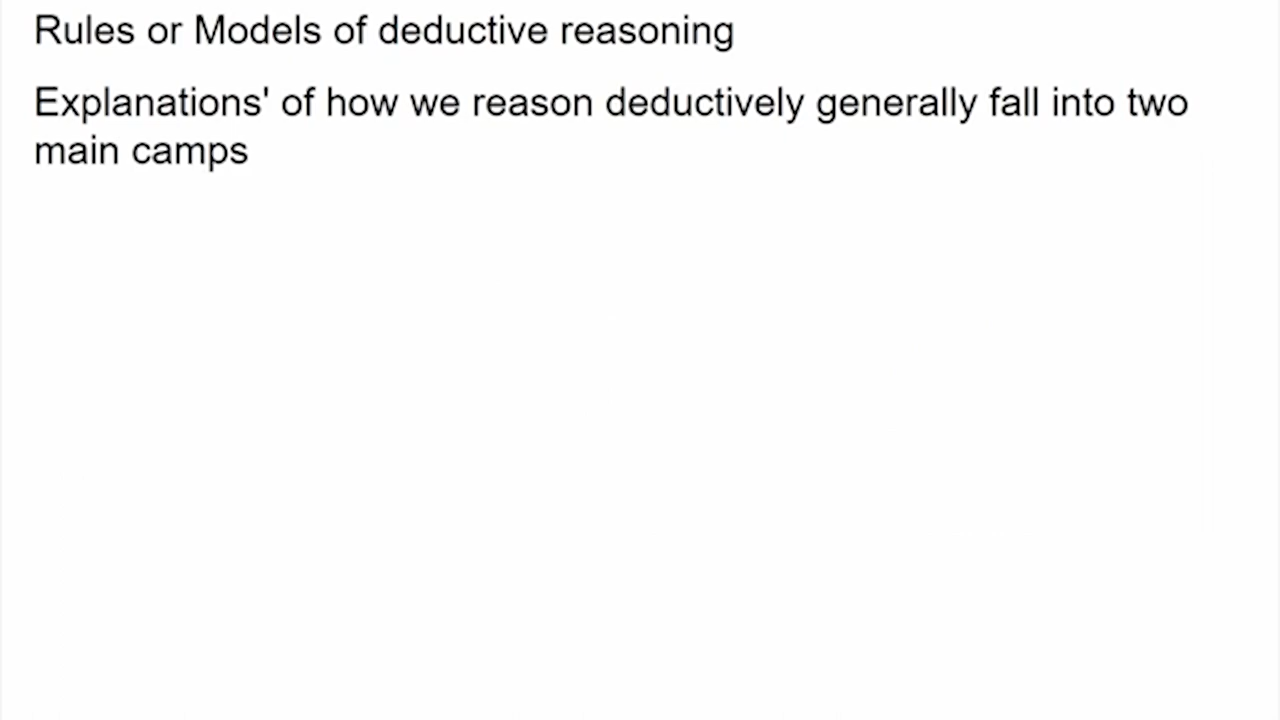 Rules or Models of deductive reasoning
Explanations' of how we reason deductively generally fall into two
main camps